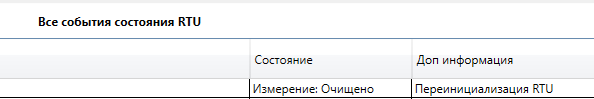 Все события состояния RTU
Состояние Доп информация
Измерение: Очищено Переинициализация RTU